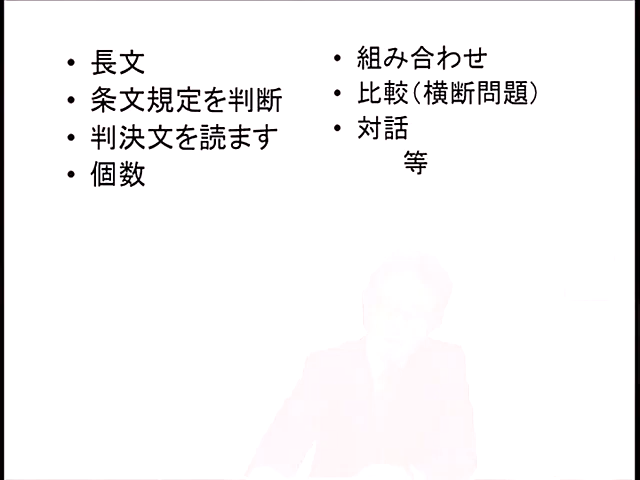 ・ 長文
・ 条文規定を判断
・ 判決文を読ます
・ 個数
・ 組み合わせ
・ 比較(横断問題)
・ 対話
等